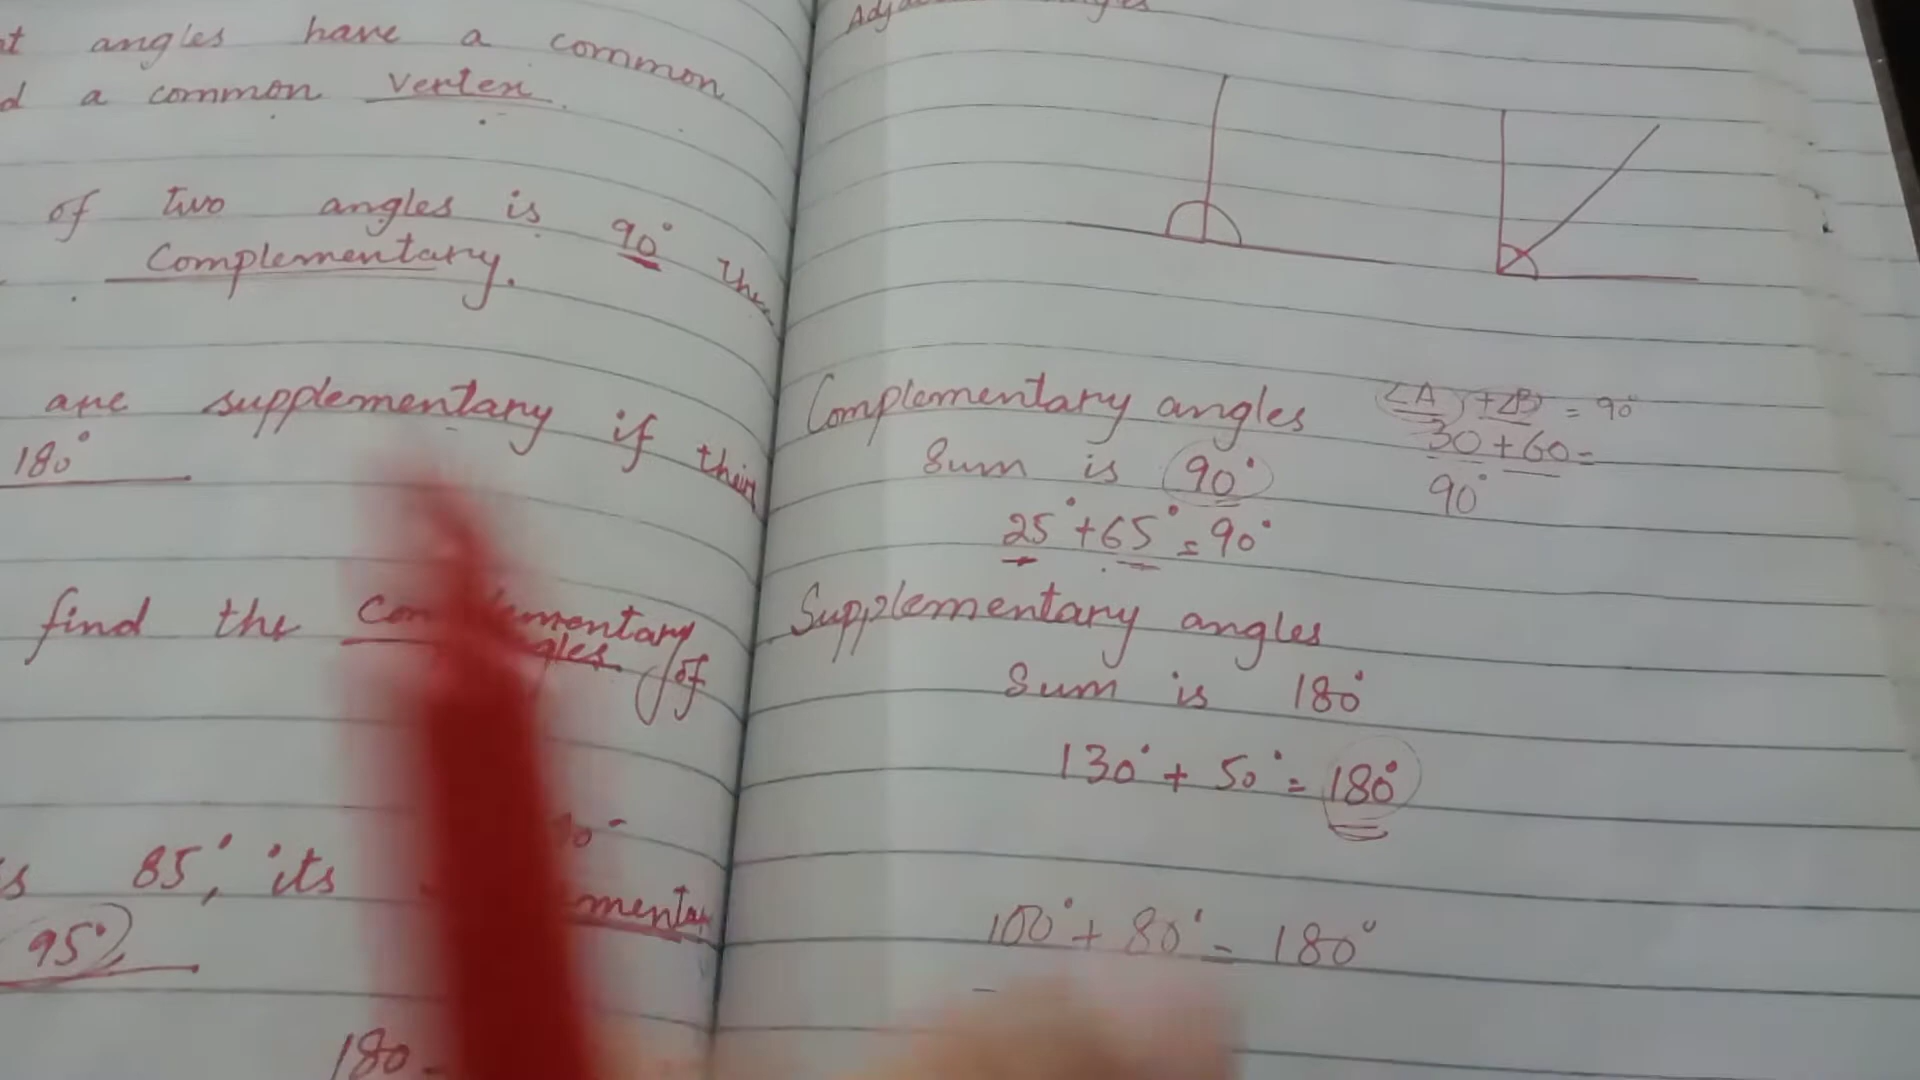 angles have a common
a common vertex.
of two angles is 90° the
Complementary.
are supplementary if their
180°
find the
of
85°, its
95°
180-
Complementary angles ∠A + ∠B = 90°
Sum is 90° 30 + 60 =
90°
25° + 65° = 90°
Supplementary angles
Sum is 180°
130° + 50° = 180°
100° + 80° = 180°